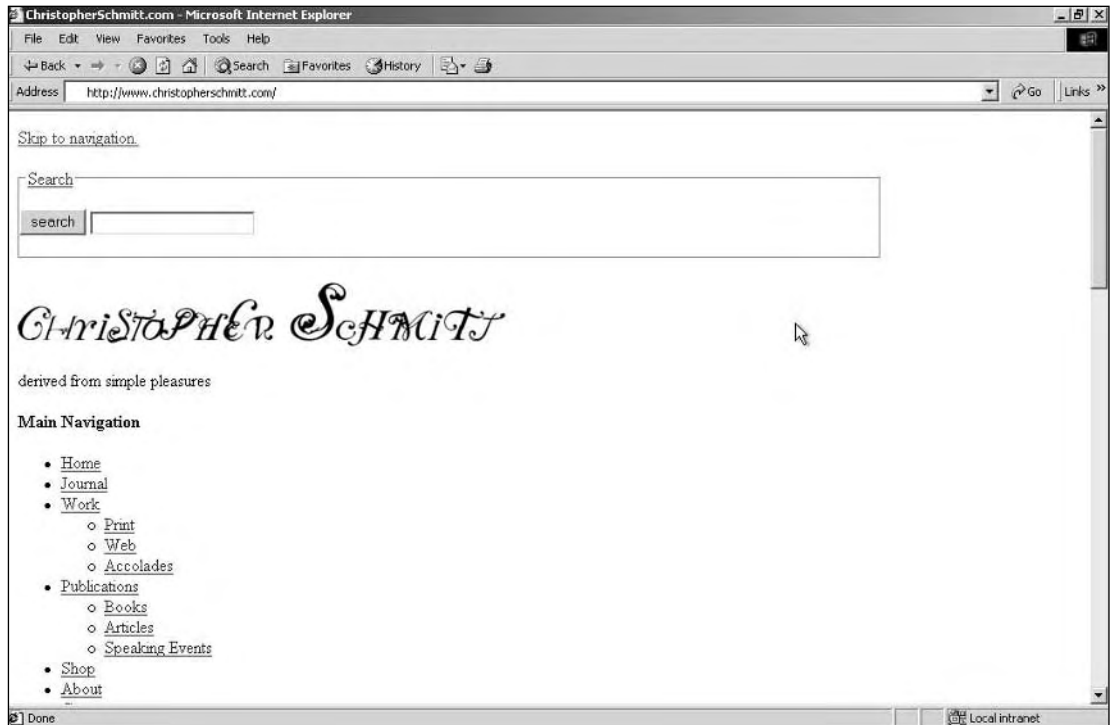 ChristopherSchmitt.com - Microsoft Internet Explorer
File Edit View Favorites Tools Help
Back Search Favorites History
Address http://www.christopherschmitt.com/ Go Links »
Skip to navigation.
Search
search
CHRiSToPHER ScHMiTT
derived from simple pleasures
Main Navigation
Home
Journal
Work
Print
Web
Accolades
Publications
Books
Articles
Speaking Events
Shop
About
Done Local intranet